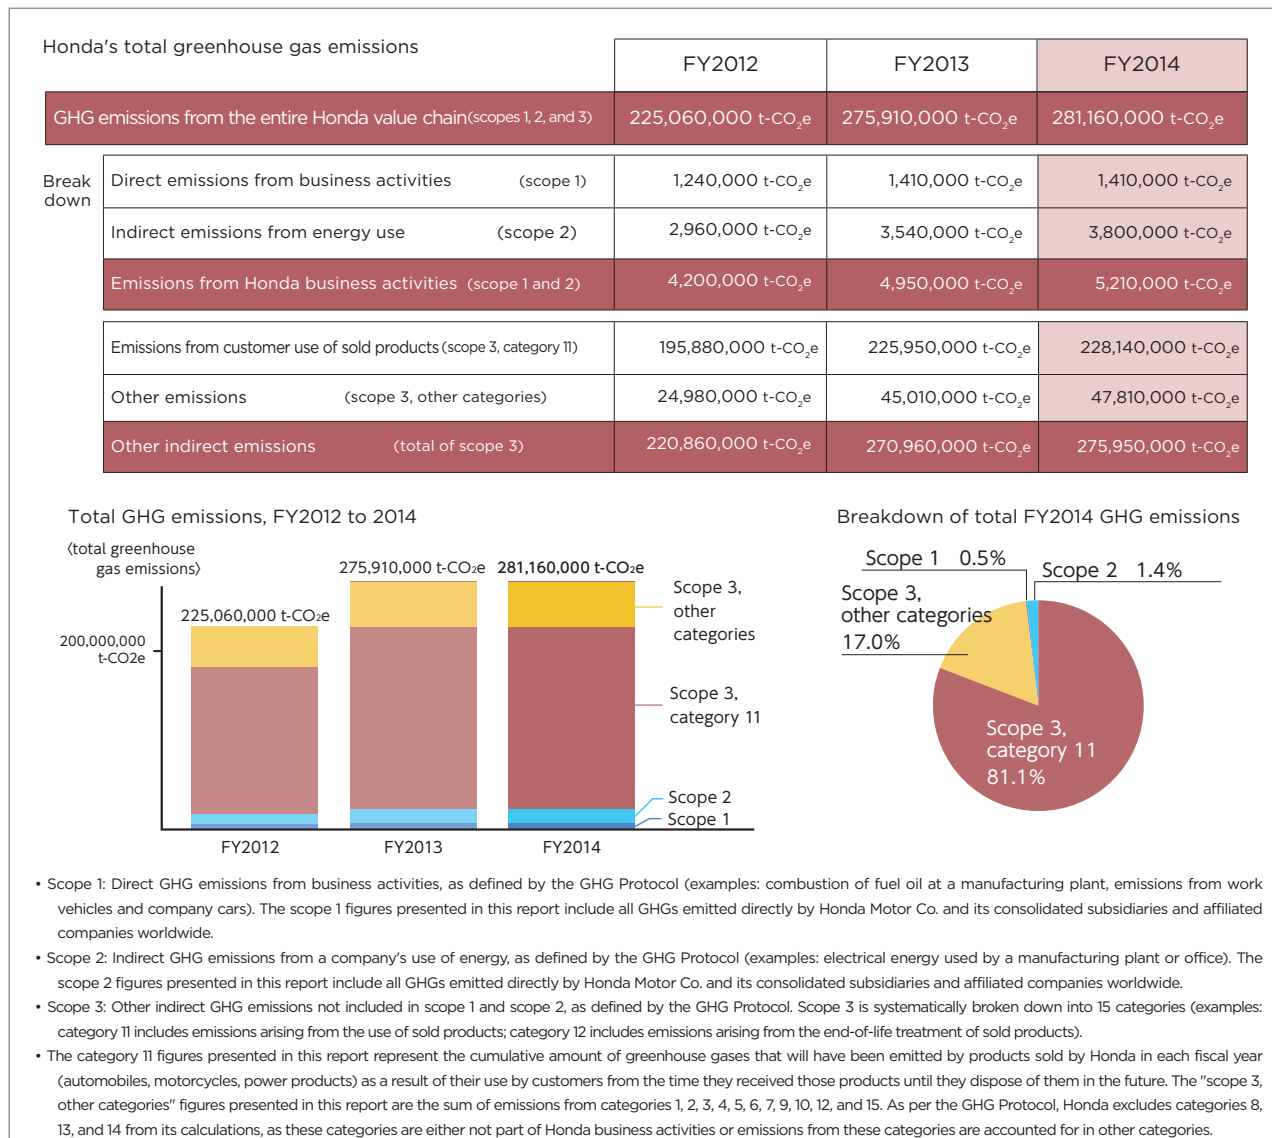 Honda's total greenhouse gas emissions
FY2012 FY2013 FY2014
GHG emissions from the entire Honda value chain(scopes 1, 2, and 3) 225,060,000 t-CO₂e 275,910,000 t-CO₂e 281,160,000 t-CO₂e
Break
down
Direct emissions from business activities (scope 1) 1,240,000 t-CO₂e 1,410,000 t-CO₂e 1,410,000 t-CO₂e
Indirect emissions from energy use (scope 2) 2,960,000 t-CO₂e 3,540,000 t-CO₂e 3,800,000 t-CO₂e
Emissions from Honda business activities (scope 1 and 2) 4,200,000 t-CO₂e 4,950,000 t-CO₂e 5,210,000 t-CO₂e
Emissions from customer use of sold products (scope 3, category 11) 195,880,000 t-CO₂e 225,950,000 t-CO₂e 228,140,000 t-CO₂e
Other emissions (scope 3, other categories) 24,980,000 t-CO₂e 45,010,000 t-CO₂e 47,810,000 t-CO₂e
Other indirect emissions (total of scope 3) 220,860,000 t-CO₂e 270,960,000 t-CO₂e 275,950,000 t-CO₂e
Total GHG emissions, FY2012 to 2014
〈total greenhouse
gas emissions〉
225,060,000 t-CO₂e
275,910,000 t-CO₂e
281,160,000 t-CO₂e
200,000,000
t-CO2e
Scope 3,
other
categories
Scope 3,
category 11
Scope 2
Scope 1
FY2012 FY2013 FY2014
Breakdown of total FY2014 GHG emissions
Scope 1 0.5%
Scope 2 1.4%
Scope 3,
other categories
17.0%
Scope 3,
category 11
81.1%
• Scope 1: Direct GHG emissions from business activities, as defined by the GHG Protocol (examples: combustion of fuel oil at a manufacturing plant, emissions from work
vehicles and company cars). The scope 1 figures presented in this report include all GHGs emitted directly by Honda Motor Co. and its consolidated subsidiaries and affiliated
companies worldwide.
• Scope 2: Indirect GHG emissions from a company's use of energy, as defined by the GHG Protocol (examples: electrical energy used by a manufacturing plant or office). The
scope 2 figures presented in this report include all GHGs emitted directly by Honda Motor Co. and its consolidated subsidiaries and affiliated companies worldwide.
• Scope 3: Other indirect GHG emissions not included in scope 1 and scope 2, as defined by the GHG Protocol. Scope 3 is systematically broken down into 15 categories (examples:
category 11 includes emissions arising from the use of sold products; category 12 includes emissions arising from the end-of-life treatment of sold products).
• The category 11 figures presented in this report represent the cumulative amount of greenhouse gases that will have been emitted by products sold by Honda in each fiscal year
(automobiles, motorcycles, power products) as a result of their use by customers from the time they received those products until they dispose of them in the future. The "scope 3,
other categories" figures presented in this report are the sum of emissions from categories 1, 2, 3, 4, 5, 6, 7, 9, 10, 12, and 15. As per the GHG Protocol, Honda excludes categories 8,
13, and 14 from its calculations, as these categories are either not part of Honda business activities or emissions from these categories are accounted for in other categories.